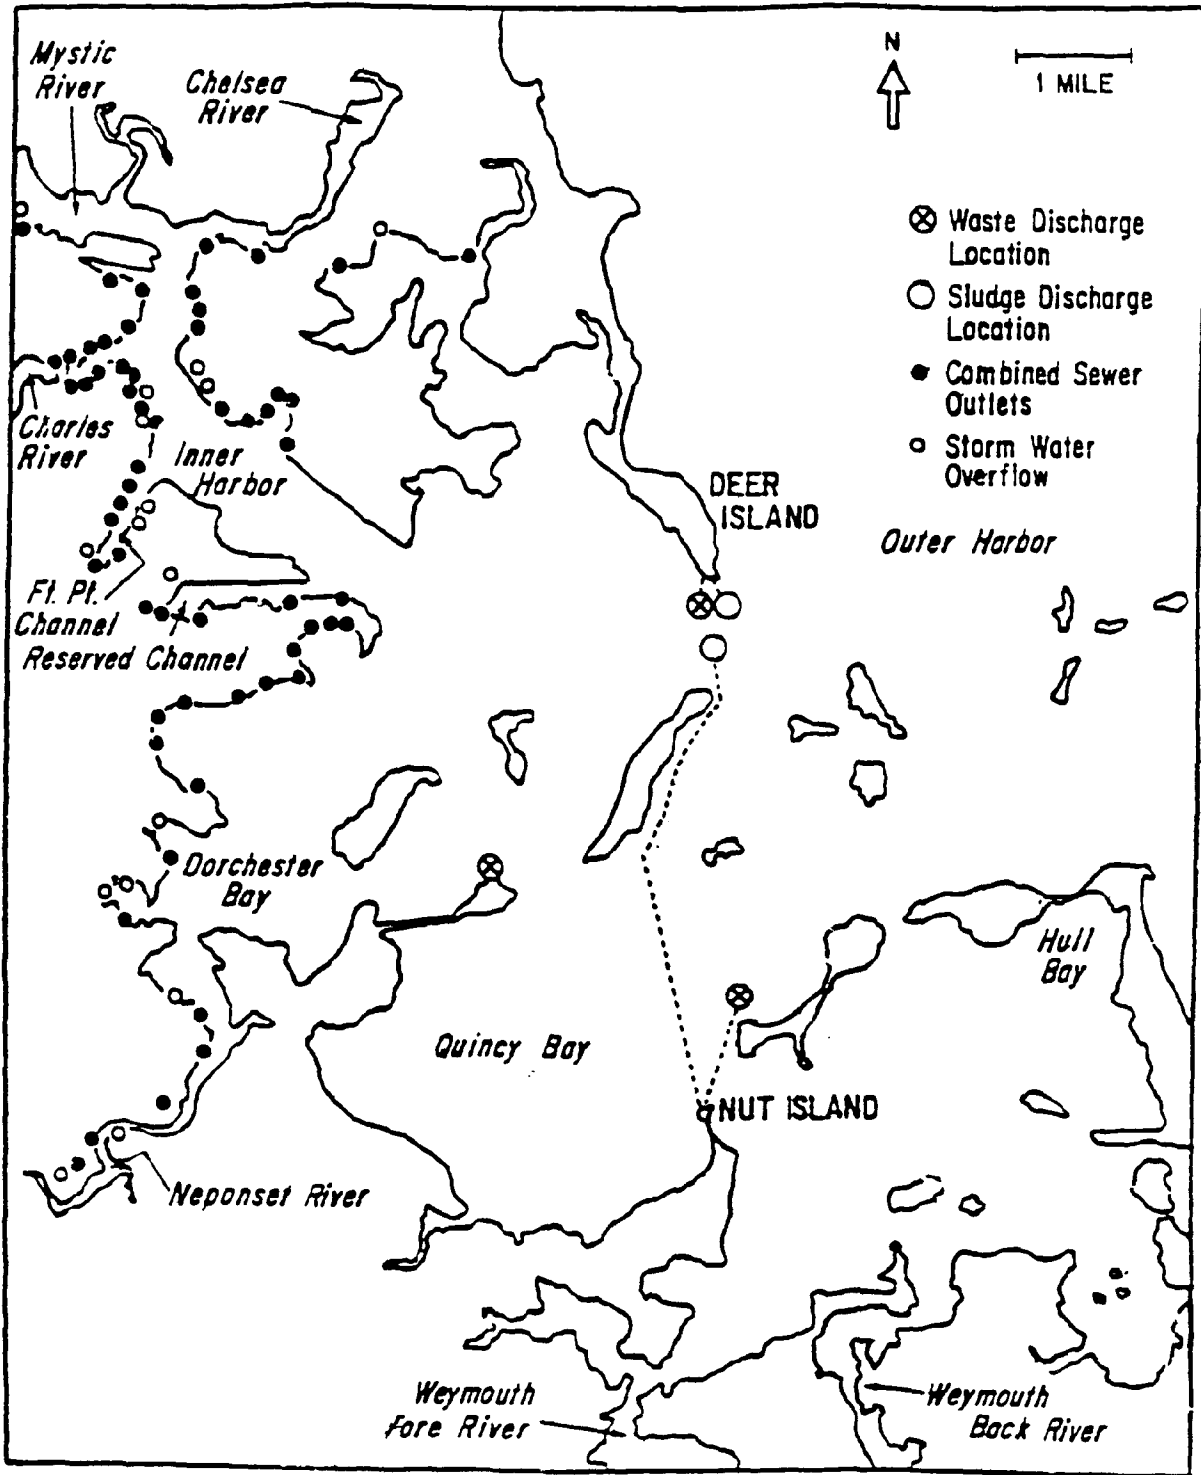 Mystic
River
Chelsea
River
N
1 MILE
Waste Discharge
Location
Sludge Discharge
Location
Combined Sewer
Outlets
Storm Water
Overflow
Charles
River
Inner
Harbor
DEER
ISLAND
Outer Harbor
Ft. Pt.
Channel
Reserved Channel
Dorchester
Bay
Hull
Bay
Quincy Bay
NUT ISLAND
Neponset River
Weymouth
Fore River
Weymouth
Back River